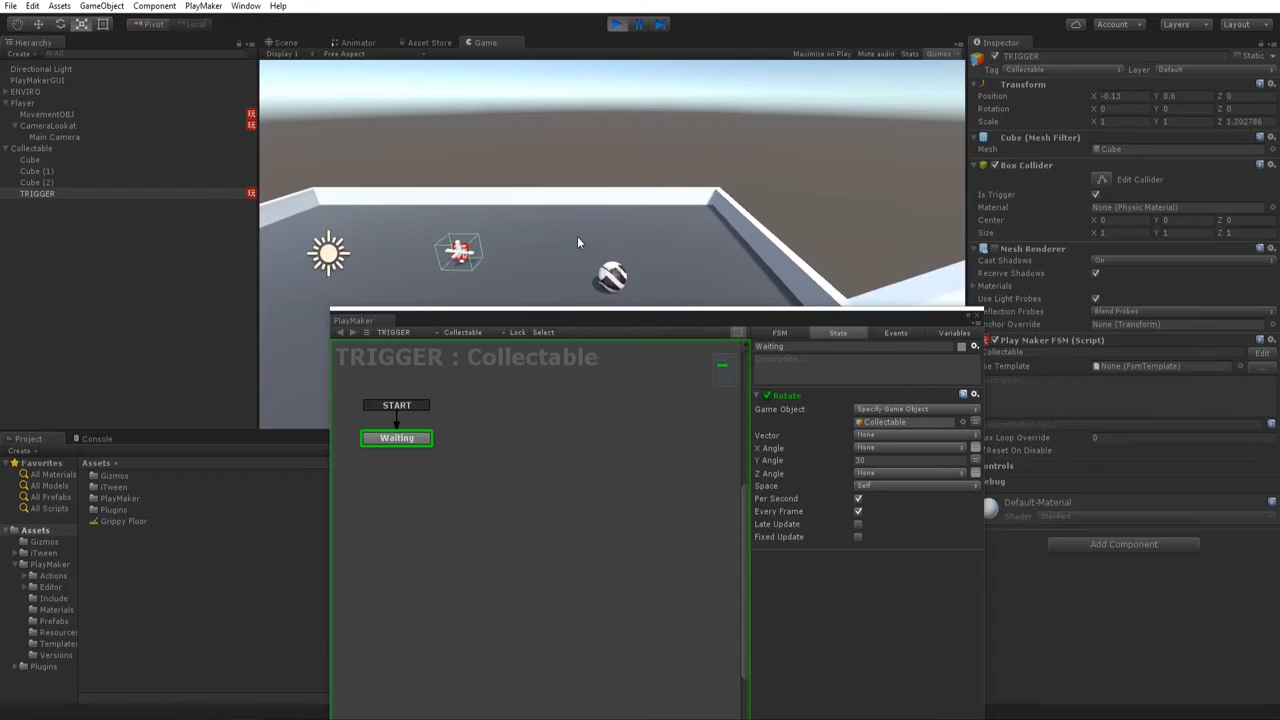 File Edit Assets GameObject Component PlayMaker Window Help
Pivot Local Account Layers Layout
Hierarchy
Create All
Directional Light
PlayMakerGUI
ENVIRO
Player
MovementOBJ
CameraLookat
Main Camera
Collectable
Cube
Cube (1)
Cube (2)
TRIGGER
Scene Animator Asset Store Game
Display 1 Free Aspect Maximize on Play Mute audio Stats Gizmos
玩
PlayMaker
TRIGGER Collectable Lock Select
TRIGGER : Collectable
START
Waiting
FSM State Events Variables
Waiting
Description...
Rotate
Game Object Specify Game Object
Collectable
Vector None
X Angle None
Y Angle 30
Z Angle None
Space Self
Per Second
Every Frame
Late Update
Fixed Update
Inspector
TRIGGER Static
Tag Collectable Layer Default
Transform
Position X -0.13 Y 0.6 Z 0
Rotation X 0 Y 0 Z 0
Scale X 1 Y 1 Z 1.202786
Cube (Mesh Filter)
Mesh Cube
Box Collider
Edit Collider
Is Trigger
Material None (Physic Material)
Center X 0 Y 0 Z 0
Size X 1 Y 1 Z 1
Mesh Renderer
Cast Shadows On
Receive Shadows
Materials
Use Light Probes
Reflection Probes Blend Probes
Anchor Override None (Transform)
Play Maker FSM (Script)
Collectable Edit
Use Template None (FsmTemplate) ...
Max Loop Override 0
Reset On Disable
Controls
Debug
Default-Material
Shader Standard
Add Component
Project Console
Create
Favorites
All Materials
All Models
All Prefabs
All Scripts
Assets
Gizmos
iTween
PlayMaker
Actions
Editor
Include
Materials
Prefabs
Resources
Templates
Versions
Plugins
Assets
Gizmos
iTween
PlayMaker
Plugins
Grippy Floor